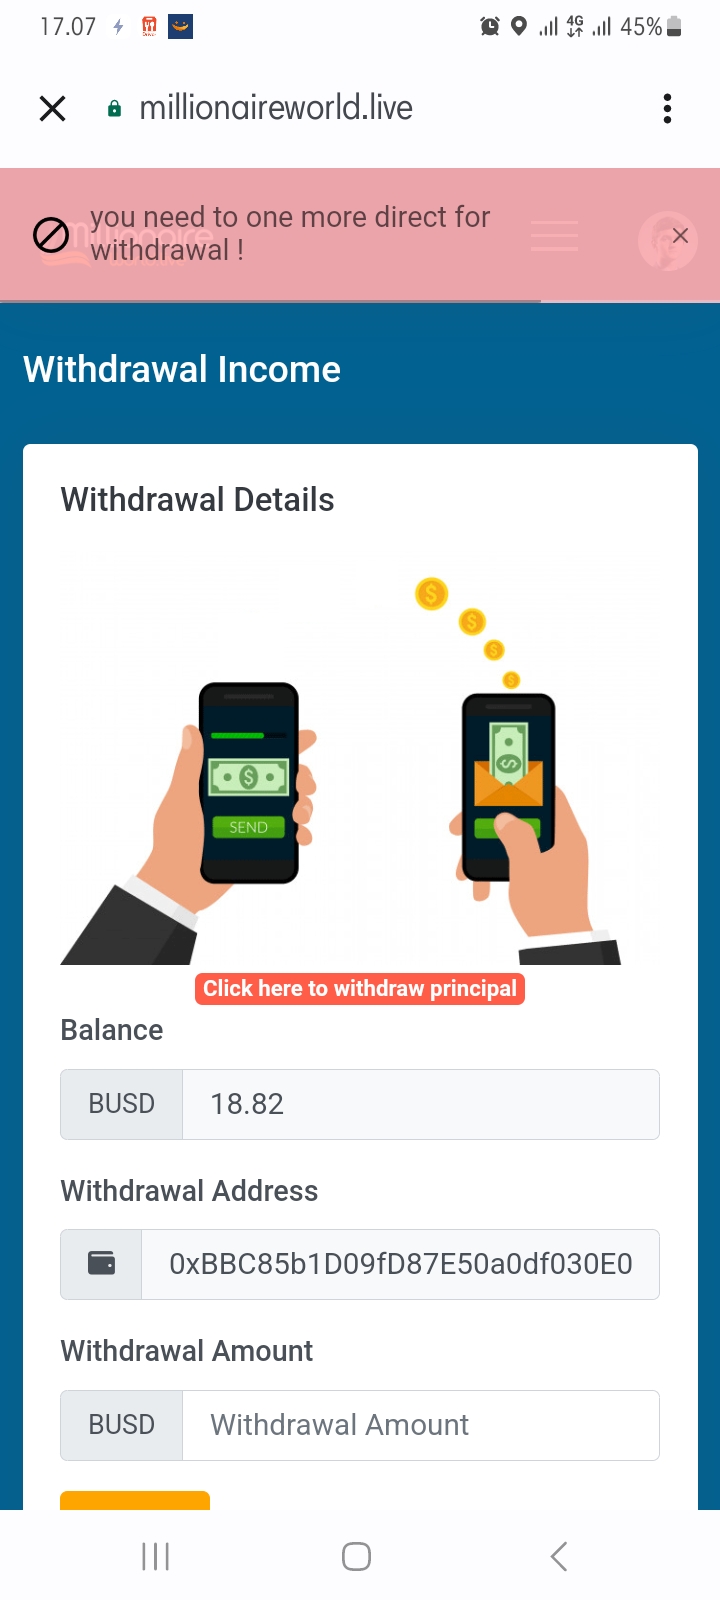 17.07
4G
45%
millionaireworld.live
you need to one more direct for
withdrawal !
Withdrawal Income
Withdrawal Details
SEND
Click here to withdraw principal
Balance
BUSD 18.82
Withdrawal Address
0xBBC85b1D09fD87E50a0df030E0
Withdrawal Amount
BUSD Withdrawal Amount